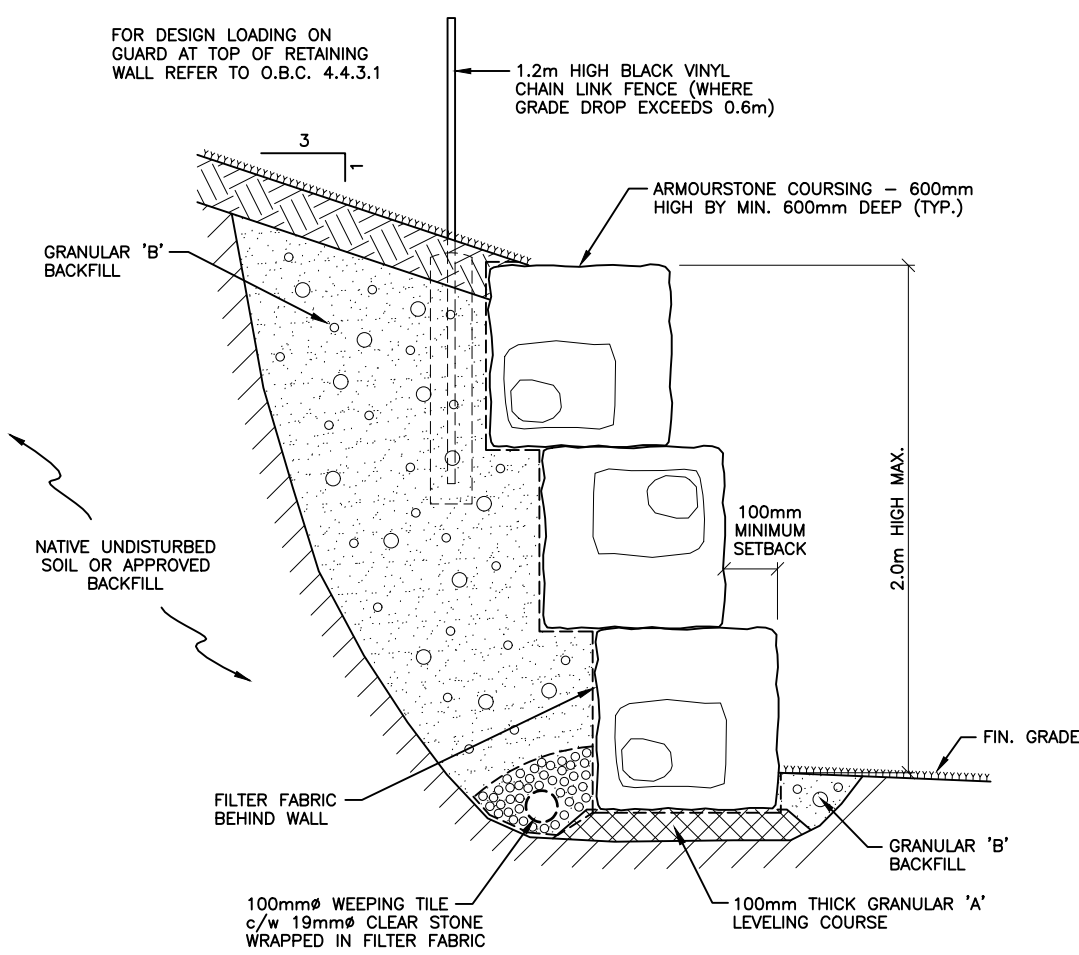 FOR DESIGN LOADING ON
GUARD AT TOP OF RETAINING
WALL REFER TO O.B.C. 4.4.3.1
1.2m HIGH BLACK VINYL
CHAIN LINK FENCE (WHERE
GRADE DROP EXCEEDS 0.6m)
3
1
ARMOURSTONE COURSING – 600mm
HIGH BY MIN. 600mm DEEP (TYP.)
GRANULAR 'B'
BACKFILL
2.0m HIGH MAX.
100mm
MINIMUM
SETBACK
NATIVE UNDISTURBED
SOIL OR APPROVED
BACKFILL
FIN. GRADE
FILTER FABRIC
BEHIND WALL
GRANULAR 'B'
BACKFILL
100mmø WEEPING TILE
c/w 19mmø CLEAR STONE
WRAPPED IN FILTER FABRIC
100mm THICK GRANULAR 'A'
LEVELING COURSE